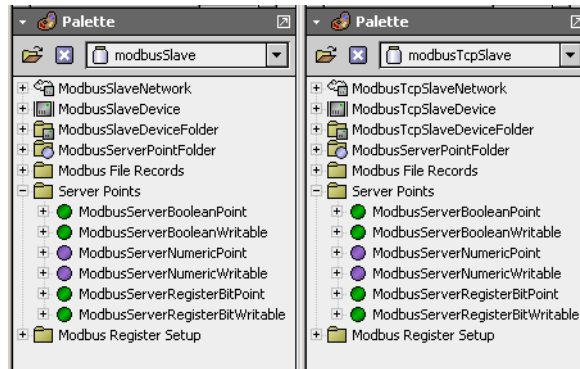 Palette
modbusSlave
ModbusSlaveNetwork
ModbusSlaveDevice
ModbusSlaveDeviceFolder
ModbusServerPointFolder
Modbus File Records
Server Points
ModbusServerBooleanPoint
ModbusServerBooleanWritable
ModbusServerNumericPoint
ModbusServerNumericWritable
ModbusServerRegisterBitPoint
ModbusServerRegisterBitWritable
Modbus Register Setup
Palette
modbusTcpSlave
ModbusTcpSlaveNetwork
ModbusTcpSlaveDevice
ModbusTcpSlaveDeviceFolder
ModbusServerPointFolder
Modbus File Records
Server Points
ModbusServerBooleanPoint
ModbusServerBooleanWritable
ModbusServerNumericPoint
ModbusServerNumericWritable
ModbusServerRegisterBitPoint
ModbusServerRegisterBitWritable
Modbus Register Setup